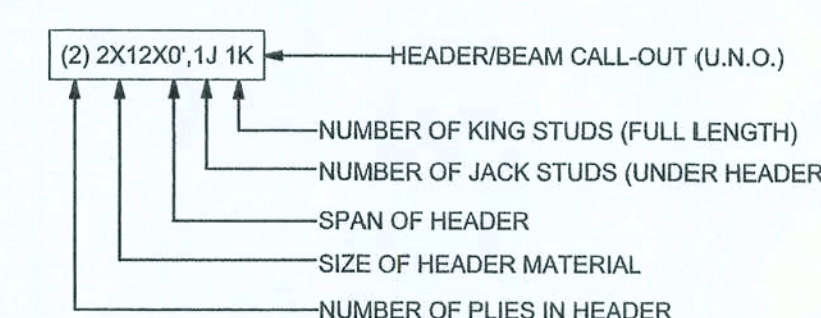 (2) 2X12X0',1J 1K
HEADER/BEAM CALL-OUT (U.N.O.)
NUMBER OF KING STUDS (FULL LENGTH)
NUMBER OF JACK STUDS (UNDER HEADER
SPAN OF HEADER
SIZE OF HEADER MATERIAL
NUMBER OF PLIES IN HEADER